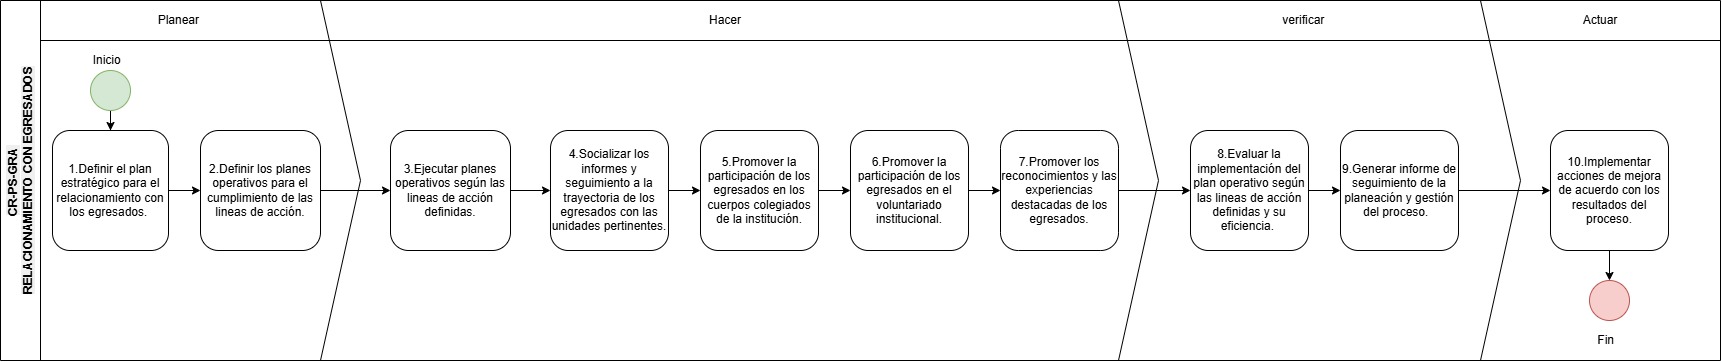 Planear
Hacer
verificar
Actuar
CR-PS-GRA
RELACIONAMIENTO CON EGRESADOS
Inicio
1.Definir el plan
estratégico para el
relacionamiento con
los egresados.
2.Definir los planes
operativos para el
cumplimiento de las
lineas de acción.
3.Ejecutar planes
operativos según las
lineas de acción
definidas.
4.Socializar los
informes y
seguimiento a la
trayectoria de los
egresados con las
unidades pertinentes.
5.Promover la
participación de los
egresados en los
cuerpos colegiados
de la institución.
6.Promover la
participación de los
egresados en el
voluntariado
institucional.
7.Promover los
reconocimientos y las
experiencias
destacadas de los
egresados.
8.Evaluar la
implementación del
plan operativo según
las lineas de acción
definidas y su
eficiencia.
9.Generar informe de
seguimiento de la
planeación y gestión
del proceso.
10.Implementar
acciones de mejora
de acuerdo con los
resultados del
proceso.
Fin